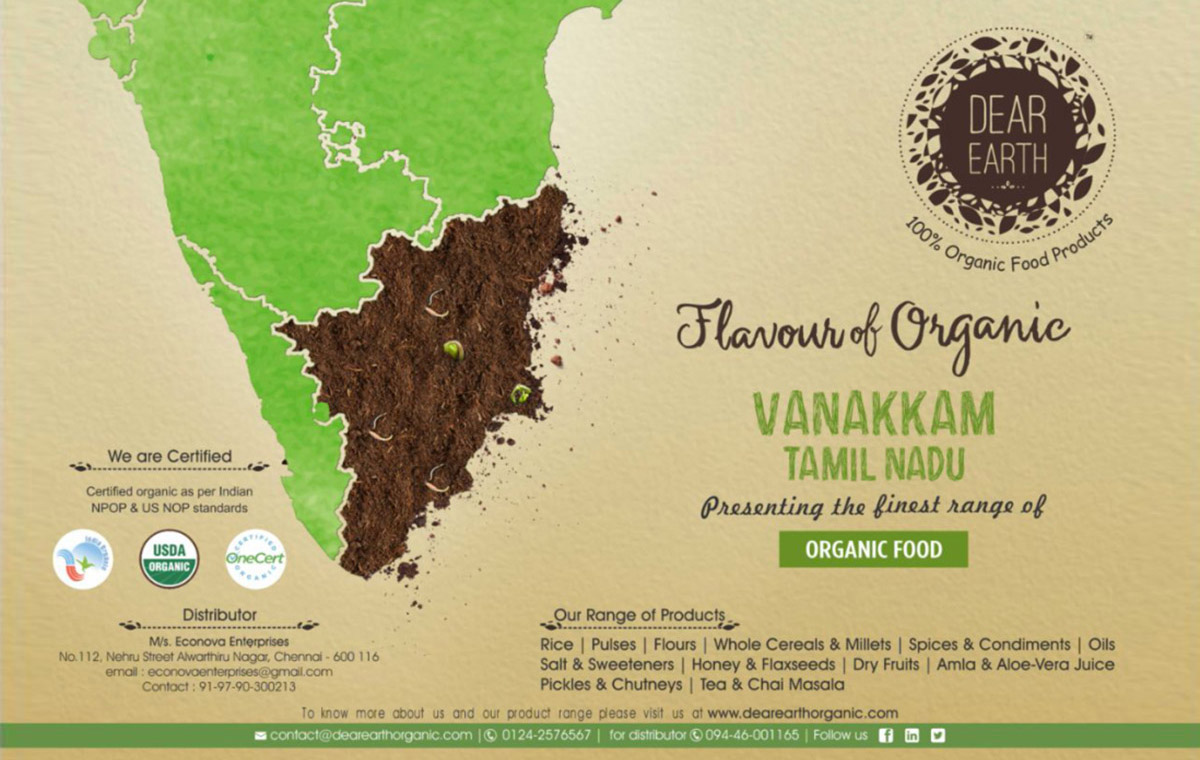 DEAR
EARTH
TM
100% Organic Food Products
Flavour of Organic
VANAKKAM
TAMIL NADU
Presenting the finest range of
ORGANIC FOOD
We are Certified
Certified organic as per Indian
NPOP & US NOP standards
USDA
ORGANIC
CERTIFIED
OneCert
ORGANIC
Distributor
M/s. Econova Enterprises
No.112, Nehru Street Alwarthiru Nagar, Chennai - 600 116
email : econovaenterprises@gmail.com
Contact : 91-97-90-300213
Our Range of Products
Rice | Pulses | Flours | Whole Cereals & Millets | Spices & Condiments | Oils
Salt & Sweeteners | Honey & Flaxseeds | Dry Fruits | Amla & Aloe-Vera Juice
Pickles & Chutneys | Tea & Chai Masala
To know more about us and our product range please visit us at www.dearearthorganic.com
contact@dearearthorganic.com | 0124-2576567 | for distributor 094-46-001165 | Follow us f in